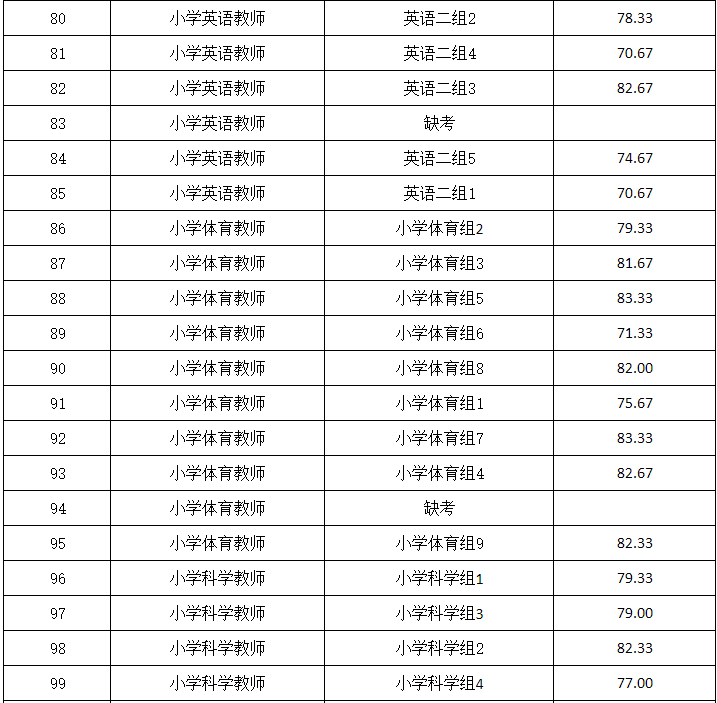 80 小学英语教师 英语二组2 78.33
81 小学英语教师 英语二组4 70.67
82 小学英语教师 英语二组3 82.67
83 小学英语教师 缺考
84 小学英语教师 英语二组5 74.67
85 小学英语教师 英语二组1 70.67
86 小学体育教师 小学体育组2 79.33
87 小学体育教师 小学体育组3 81.67
88 小学体育教师 小学体育组5 83.33
89 小学体育教师 小学体育组6 71.33
90 小学体育教师 小学体育组8 82.00
91 小学体育教师 小学体育组1 75.67
92 小学体育教师 小学体育组7 83.33
93 小学体育教师 小学体育组4 82.67
94 小学体育教师 缺考
95 小学体育教师 小学体育组9 82.33
96 小学科学教师 小学科学组1 79.33
97 小学科学教师 小学科学组3 79.00
98 小学科学教师 小学科学组2 82.33
99 小学科学教师 小学科学组4 77.00